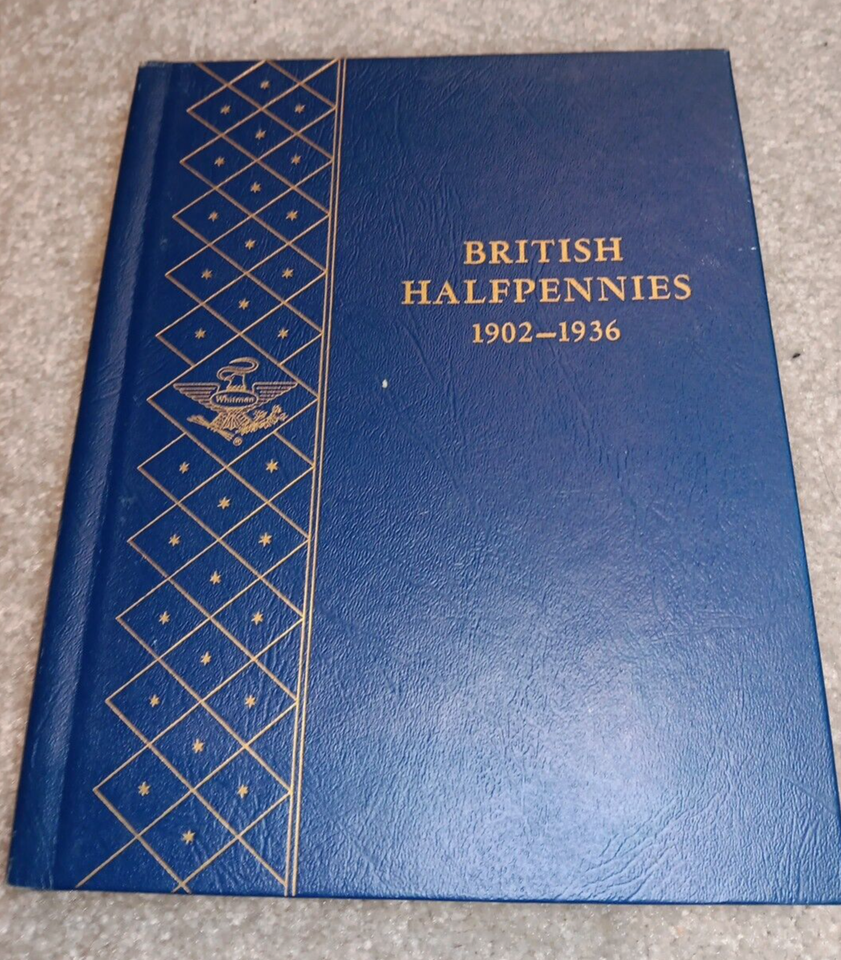 BRITISH
HALFPENNIES
1902–1936
Whitman